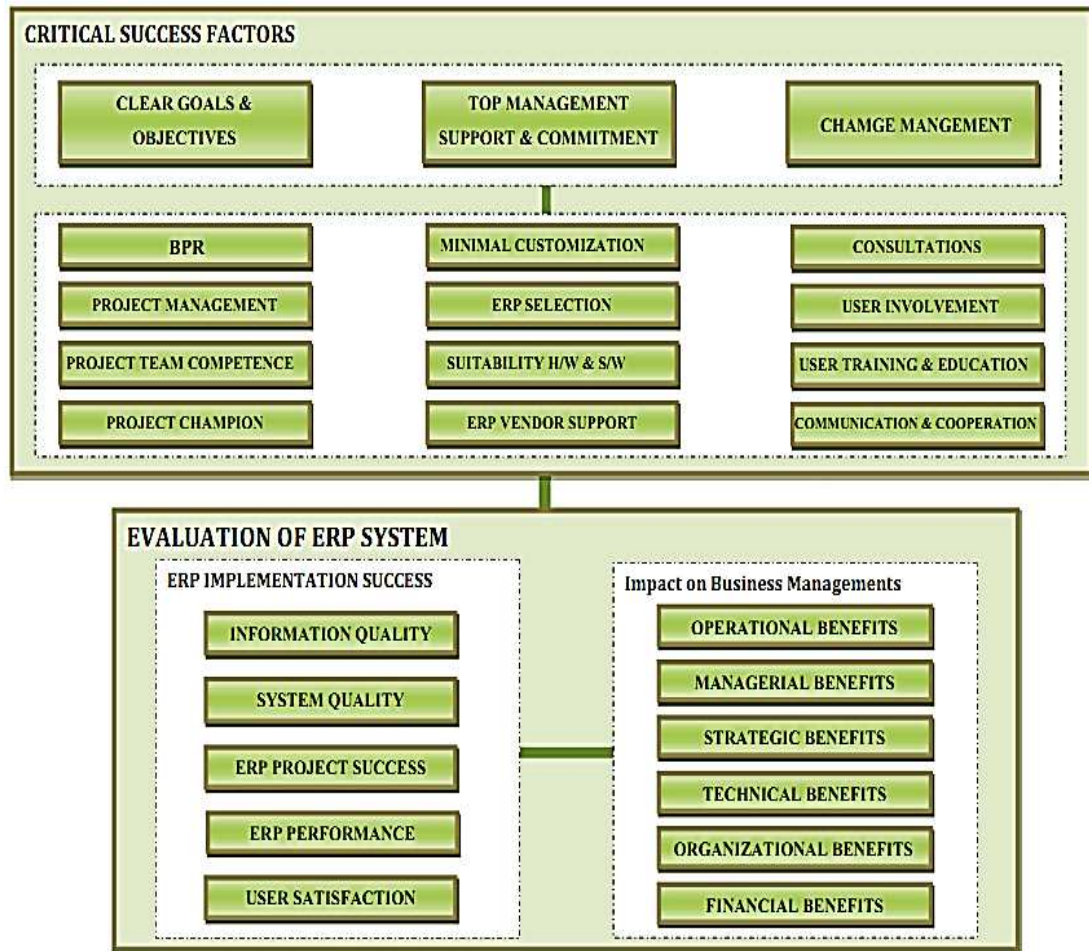 CRITICAL SUCCESS FACTORS
CLEAR GOALS &
OBJECTIVES
TOP MANAGEMENT
SUPPORT & COMMITMENT
CHAMGE MANGEMENT
BPR
MINIMAL CUSTOMIZATION
CONSULTATIONS
PROJECT MANAGEMENT
ERP SELECTION
USER INVOLVEMENT
PROJECT TEAM COMPETENCE
SUITABILITY H/W & S/W
USER TRAINING & EDUCATION
PROJECT CHAMPION
ERP VENDOR SUPPORT
COMMUNICATION & COOPERATION
EVALUATION OF ERP SYSTEM
ERP IMPLEMENTATION SUCCESS
INFORMATION QUALITY
SYSTEM QUALITY
ERP PROJECT SUCCESS
ERP PERFORMANCE
USER SATISFACTION
Impact on Business Managements
OPERATIONAL BENEFITS
MANAGERIAL BENEFITS
STRATEGIC BENEFITS
TECHNICAL BENEFITS
ORGANIZATIONAL BENEFITS
FINANCIAL BENEFITS